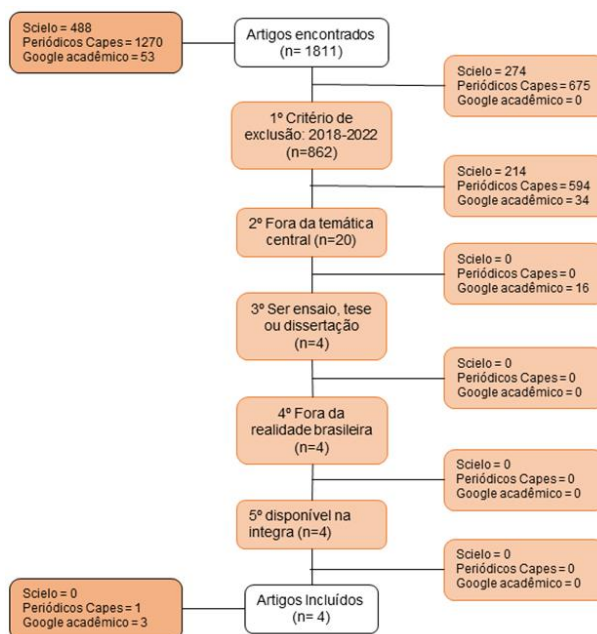 Scielo = 488
Periódicos Capes = 1270
Google acadêmico = 53
Artigos encontrados
(n= 1811)
Scielo = 274
Periódicos Capes = 675
Google acadêmico = 0
1º Critério de
exclusão: 2018-2022
(n=862)
Scielo = 214
Periódicos Capes = 594
Google acadêmico = 34
2º Fora da temática
central (n=20)
Scielo = 0
Periódicos Capes = 0
Google acadêmico = 16
3º Ser ensaio, tese
ou dissertação
(n=4)
Scielo = 0
Periódicos Capes = 0
Google acadêmico = 0
4º Fora da
realidade brasileira
(n=4)
Scielo = 0
Periódicos Capes = 0
Google acadêmico = 0
5º disponível na
integra (n=4)
Scielo = 0
Periódicos Capes = 0
Google acadêmico = 0
Scielo = 0
Periódicos Capes = 1
Google acadêmico = 3
Artigos Incluídos
(n= 4)